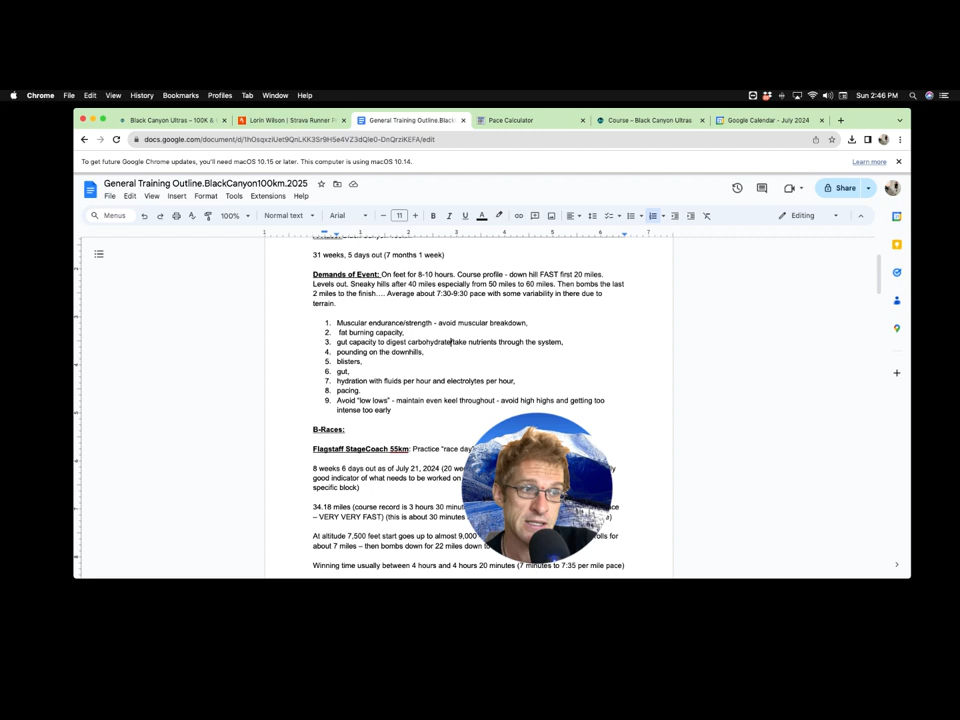 Chrome File Edit View History Bookmarks Profiles Tab Window Help Sun 2:46 PM
Black Canyon Ultras – 100K & Lorin Wilson | Strava Runner P General Training Outline.Black Pace Calculator Course – Black Canyon Ultras Google Calendar - July 2024
docs.google.com/document/d/
To get future Google Chrome updates, you'll need macOS 10.15 or later. This computer is using macOS 10.14. Learn more
General Training Outline.BlackCanyon100km.2025
Share
File Edit View Insert Format Tools Extensions Help
Menus 100% Normal text Arial 11 Editing
1 1 2 3 4 5 6 7
31 weeks, 5 days out (7 months 1 week)
Demands of Event: On feet for 8-10 hours. Course profile - down hill FAST first 20 miles.
Levels out. Sneaky hills after 40 miles especially from 50 miles to 60 miles. Then bombs the last
2 miles to the finish…. Average about 7:30-9:30 pace with some variability in there due to
terrain.
1. Muscular endurance/strength - avoid muscular breakdown,
2. fat burning capacity,
3. gut capacity to digest carbohydrate/take nutrients through the system,
4. pounding on the downhills,
5. blisters,
6. gut,
7. hydration with fluids per hour and electrolytes per hour,
8. pacing.
9. Avoid "low lows" - maintain even keel throughout - avoid high highs and getting too
intense too early
B-Races:
Flagstaff StageCoach 55km: Practice "race day
8 weeks 6 days out as of July 21, 2024 (20
good indicator of what needs to be worked on
specific block)
34.18 miles (course record is 3 hours 30
– VERY VERY FAST) (this is about 30 minutes
At altitude 7,500 feet start goes up to almost 9,000 rolls for
about 7 miles – then bombs down for 22 miles down
Winning time usually between 4 hours and 4 hours 20 minutes (7 minutes to 7:35 per mile pace)